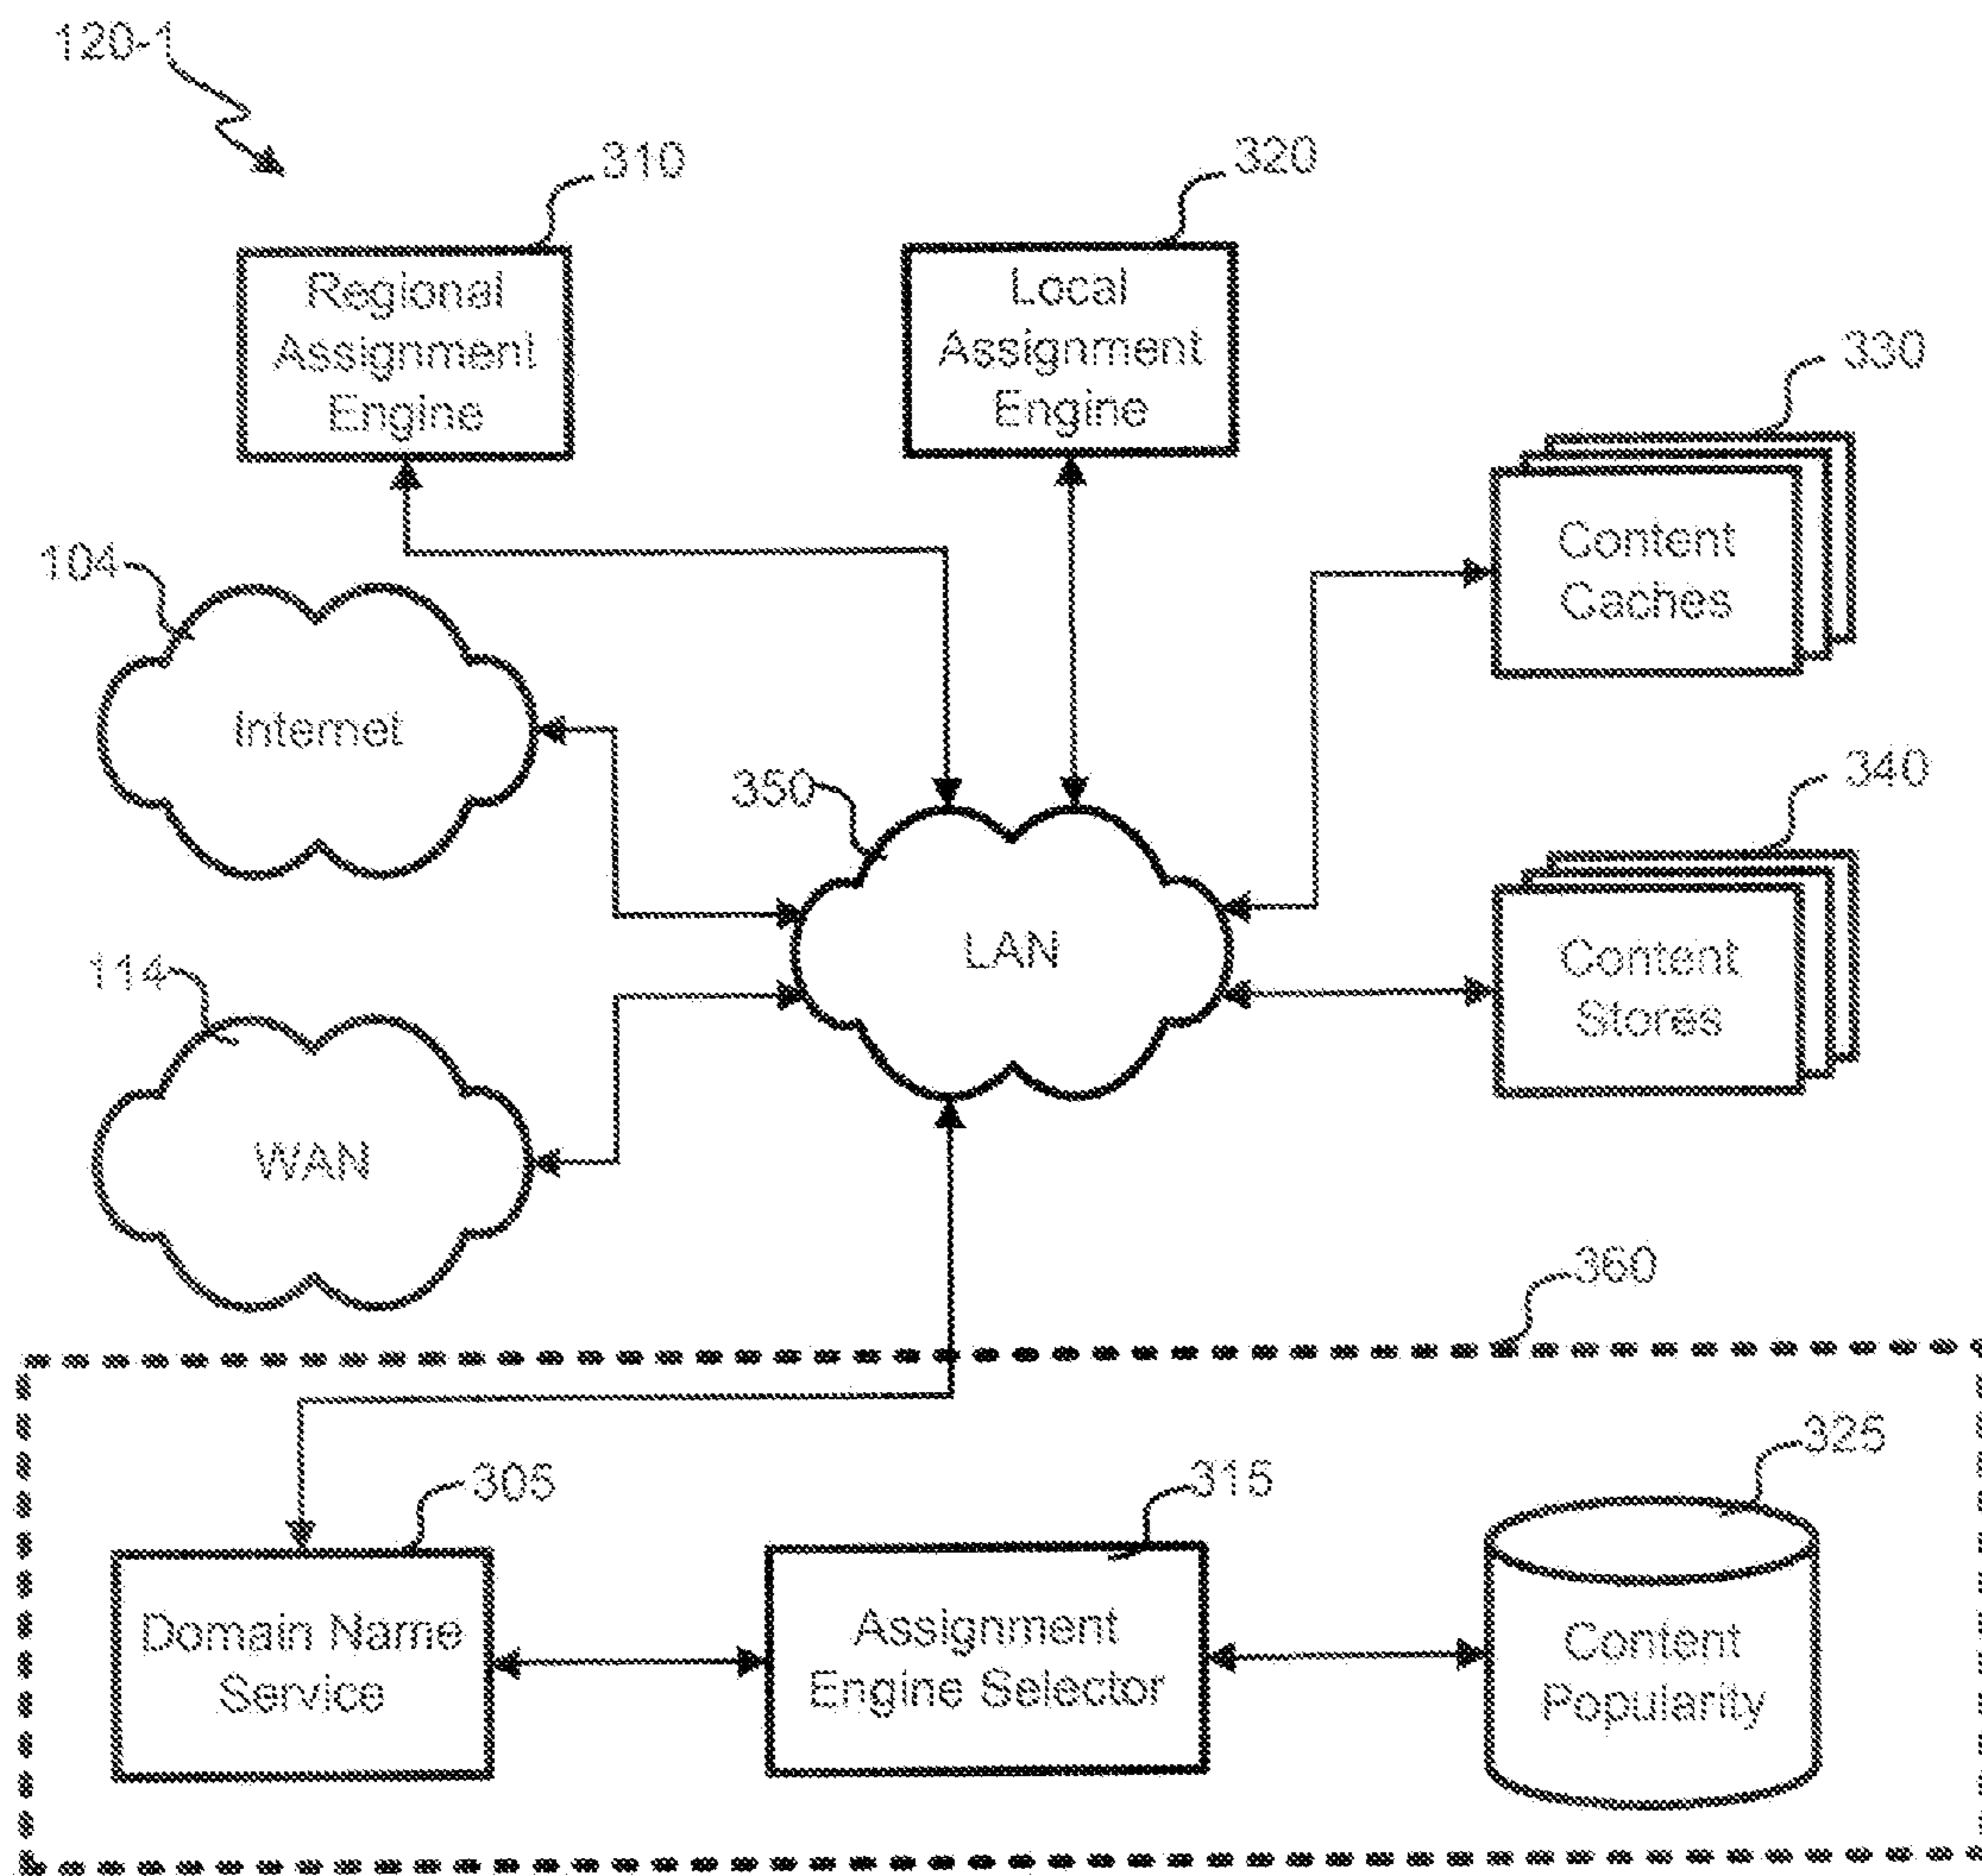 120-1
310
320
Regional
Assignment
Engine
Local
Assignment
Engine
330
Content
Caches
104
Internet
350
LAN
340
Content
Stores
114
WAN
360
305
315
325
Domain Name
Service
Assignment
Engine Selector
Content
Popularity